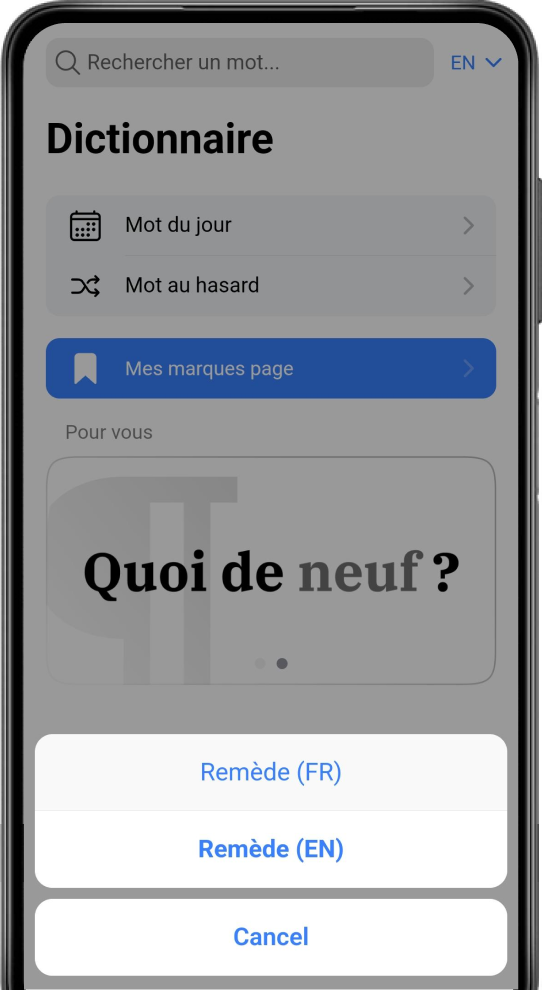 Rechercher un mot...
EN
Dictionnaire
Mot du jour
Mot au hasard
Mes marques page
Pour vous
Quoi de neuf ?
Remède (FR)
Remède (EN)
Cancel